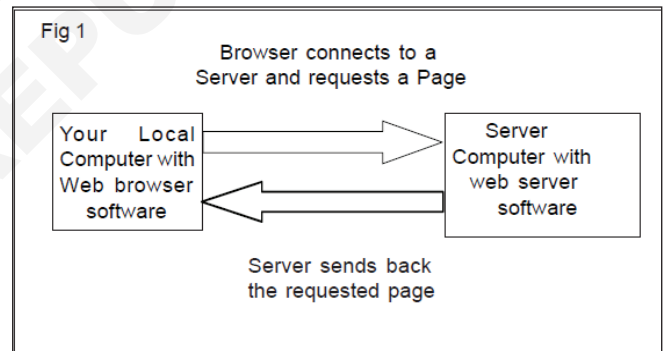 Fig 1
Browser connects to a
Server and requests a Page
Your Local
Computer with
Web browser
software
Server
Computer with
web server
software
Server sends back
the requested page